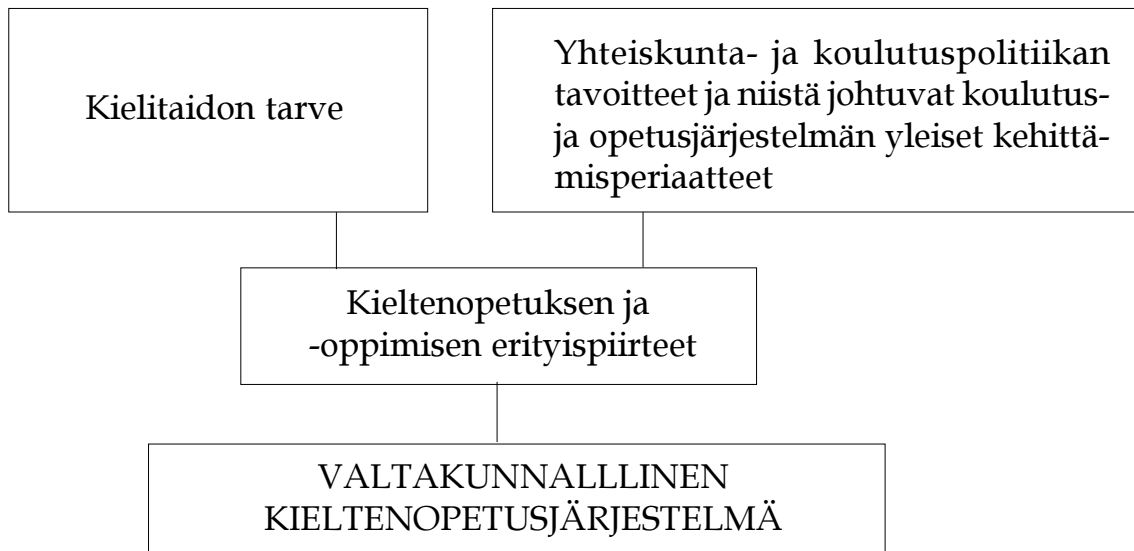 Kielitaidon tarve
Yhteiskunta- ja koulutuspolitiikan
tavoitteet ja niistä johtuvat koulutus-
ja opetusjärjestelmän yleiset kehittä-
misperiaatteet
Kieltenopetuksen ja
-oppimisen erityispiirteet
VALTAKUNNALLLINEN
KIELTENOPETUSJÄRJESTELMÄ